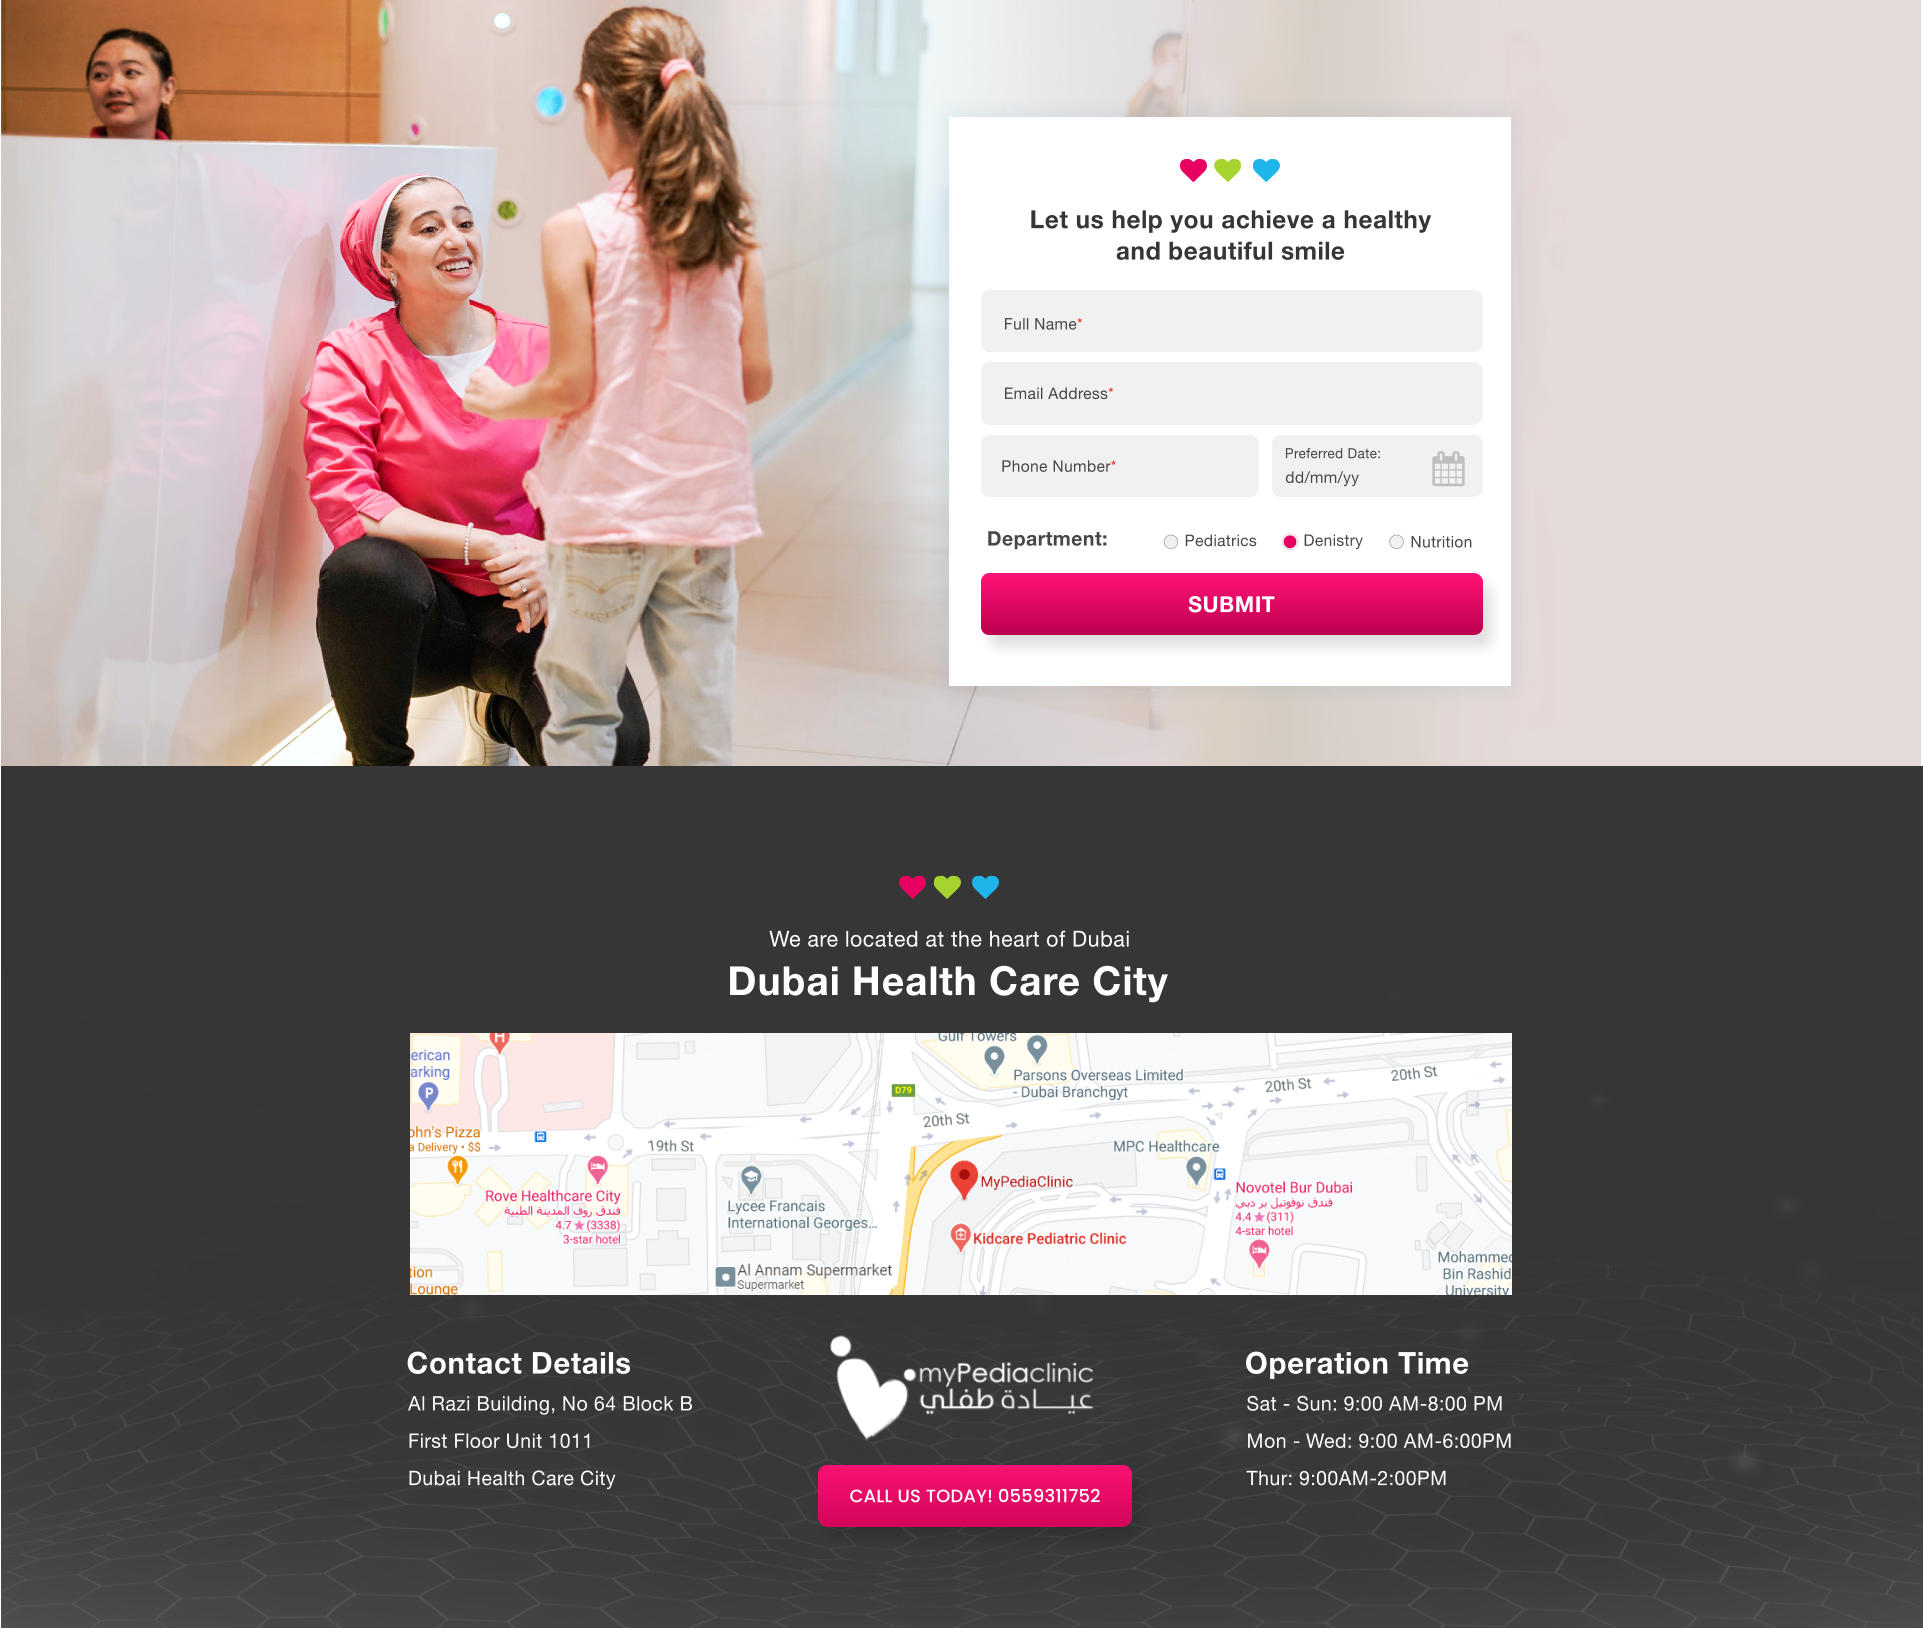 Let us help you achieve a healthy
and beautiful smile
Full Name*
Email Address*
Phone Number*
Preferred Date:
dd/mm/yy
Department:
Pediatrics
Denistry
Nutrition
SUBMIT
We are located at the heart of Dubai
Dubai Health Care City
H
Gulf Towers
erican
arking
P
Parsons Overseas Limited
- Dubai Branchgyt
D79
20th St
20th St
20th St
ohn's Pizza
a Delivery • $$
19th St
MPC Healthcare
MyPediaClinic
Rove Healthcare City
فندق روف المدينة الطبية
4.7 ★ (3338)
3-star hotel
Lycee Francais
International Georges...
Novotel Bur Dubai
فندق نوفوتيل بر دبي
4.4 ★ (311)
4-star hotel
Kidcare Pediatric Clinic
Al Annam Supermarket
Supermarket
tion
Lounge
Mohammed
Bin Rashid
University
Contact Details
Al Razi Building, No 64 Block B
First Floor Unit 1011
Dubai Health Care City
myPediaclinic
عيادة طفلي
CALL US TODAY! 0559311752
Operation Time
Sat - Sun: 9:00 AM-8:00 PM
Mon - Wed: 9:00 AM-6:00PM
Thur: 9:00AM-2:00PM